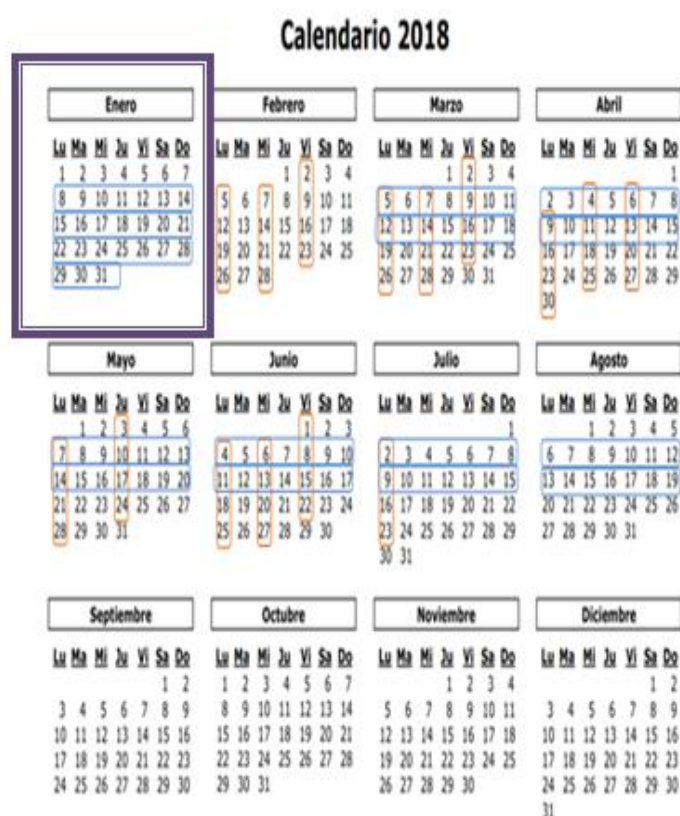 Calendario 2018
Enero
Lu Ma Mi Ju Vi Sa Do
1 2 3 4 5 6 7
8 9 10 11 12 13 14
15 16 17 18 19 20 21
22 23 24 25 26 27 28
29 30 31
Febrero
Lu Ma Mi Ju Vi Sa Do
1 2 3 4
5 6 7 8 9 10 11
12 13 14 15 16 17 18
19 20 21 22 23 24 25
26 27 28
Marzo
Lu Ma Mi Ju Vi Sa Do
1 2 3 4
5 6 7 8 9 10 11
12 13 14 15 16 17 18
19 20 21 22 23 24 25
26 27 28 29 30 31
Abril
Lu Ma Mi Ju Vi Sa Do
1
2 3 4 5 6 7 8
9 10 11 12 13 14 15
16 17 18 19 20 21 22
23 24 25 26 27 28 29
30
Mayo
Lu Ma Mi Ju Vi Sa Do
1 2 3 4 5 6
7 8 9 10 11 12 13
14 15 16 17 18 19 20
21 22 23 24 25 26 27
28 29 30 31
Junio
Lu Ma Mi Ju Vi Sa Do
1 2 3
4 5 6 7 8 9 10
11 12 13 14 15 16 17
18 19 20 21 22 23 24
25 26 27 28 29 30
Julio
Lu Ma Mi Ju Vi Sa Do
1
2 3 4 5 6 7 8
9 10 11 12 13 14 15
16 17 18 19 20 21 22
23 24 25 26 27 28 29
30 31
Agosto
Lu Ma Mi Ju Vi Sa Do
1 2 3 4 5
6 7 8 9 10 11 12
13 14 15 16 17 18 19
20 21 22 23 24 25 26
27 28 29 30 31
Septiembre
Lu Ma Mi Ju Vi Sa Do
1 2
3 4 5 6 7 8 9
10 11 12 13 14 15 16
17 18 19 20 21 22 23
24 25 26 27 28 29 30
Octubre
Lu Ma Mi Ju Vi Sa Do
1 2 3 4 5 6 7
8 9 10 11 12 13 14
15 16 17 18 19 20 21
22 23 24 25 26 27 28
29 30 31
Noviembre
Lu Ma Mi Ju Vi Sa Do
1 2 3 4
5 6 7 8 9 10 11
12 13 14 15 16 17 18
19 20 21 22 23 24 25
26 27 28 29 30
Diciembre
Lu Ma Mi Ju Vi Sa Do
1 2
3 4 5 6 7 8 9
10 11 12 13 14 15 16
17 18 19 20 21 22 23
24 25 26 27 28 29 30
31